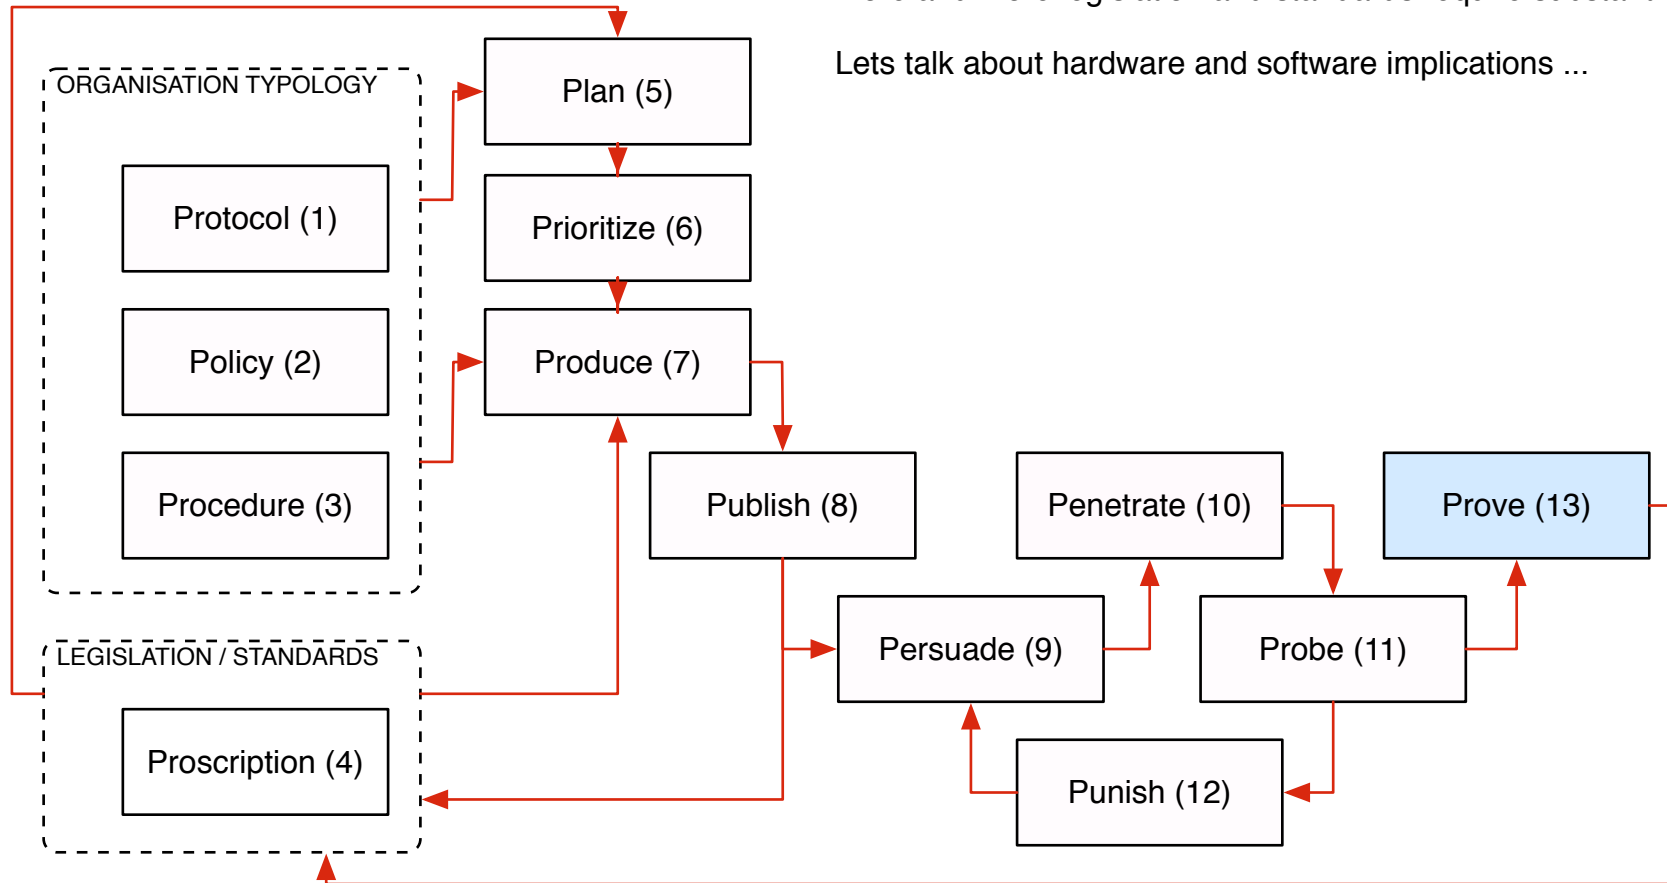 Lets talk about hardware and software implications ...
ORGANISATION TYPOLOGY
Plan (5)
Protocol (1)
Prioritize (6)
Policy (2)
Produce (7)
Procedure (3)
Publish (8)
Penetrate (10)
Prove (13)
LEGISLATION / STANDARDS
Persuade (9)
Probe (11)
Proscription (4)
Punish (12)